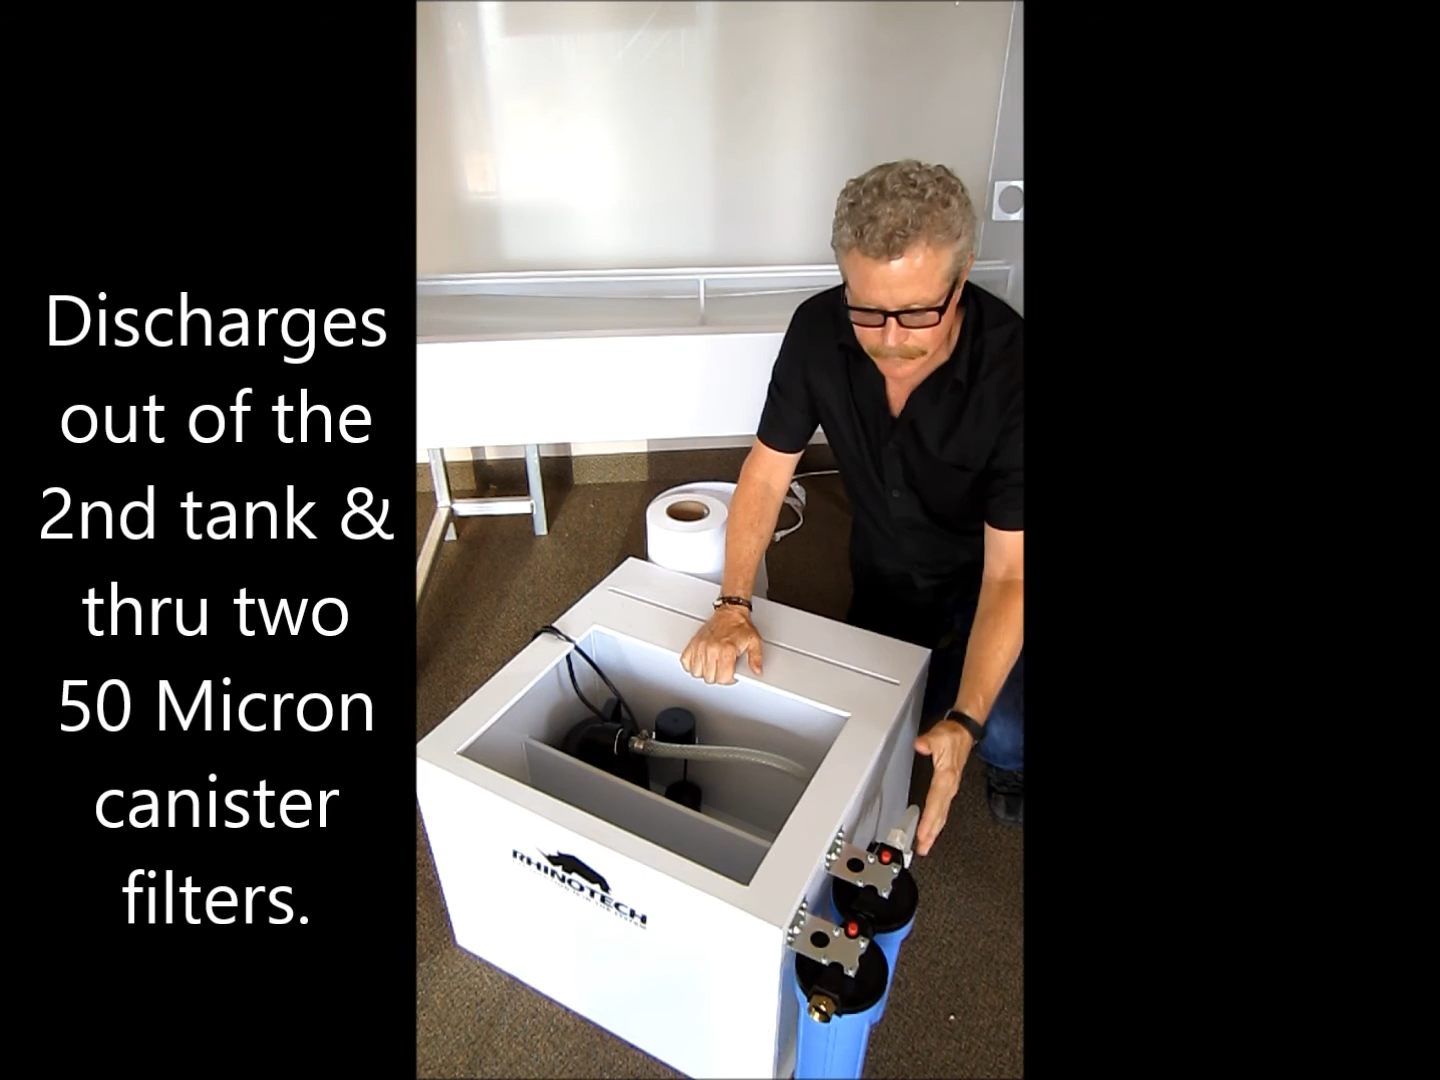 Discharges
out of the
2nd tank &
thru two
50 Micron
canister
filters.
RHINOTECH